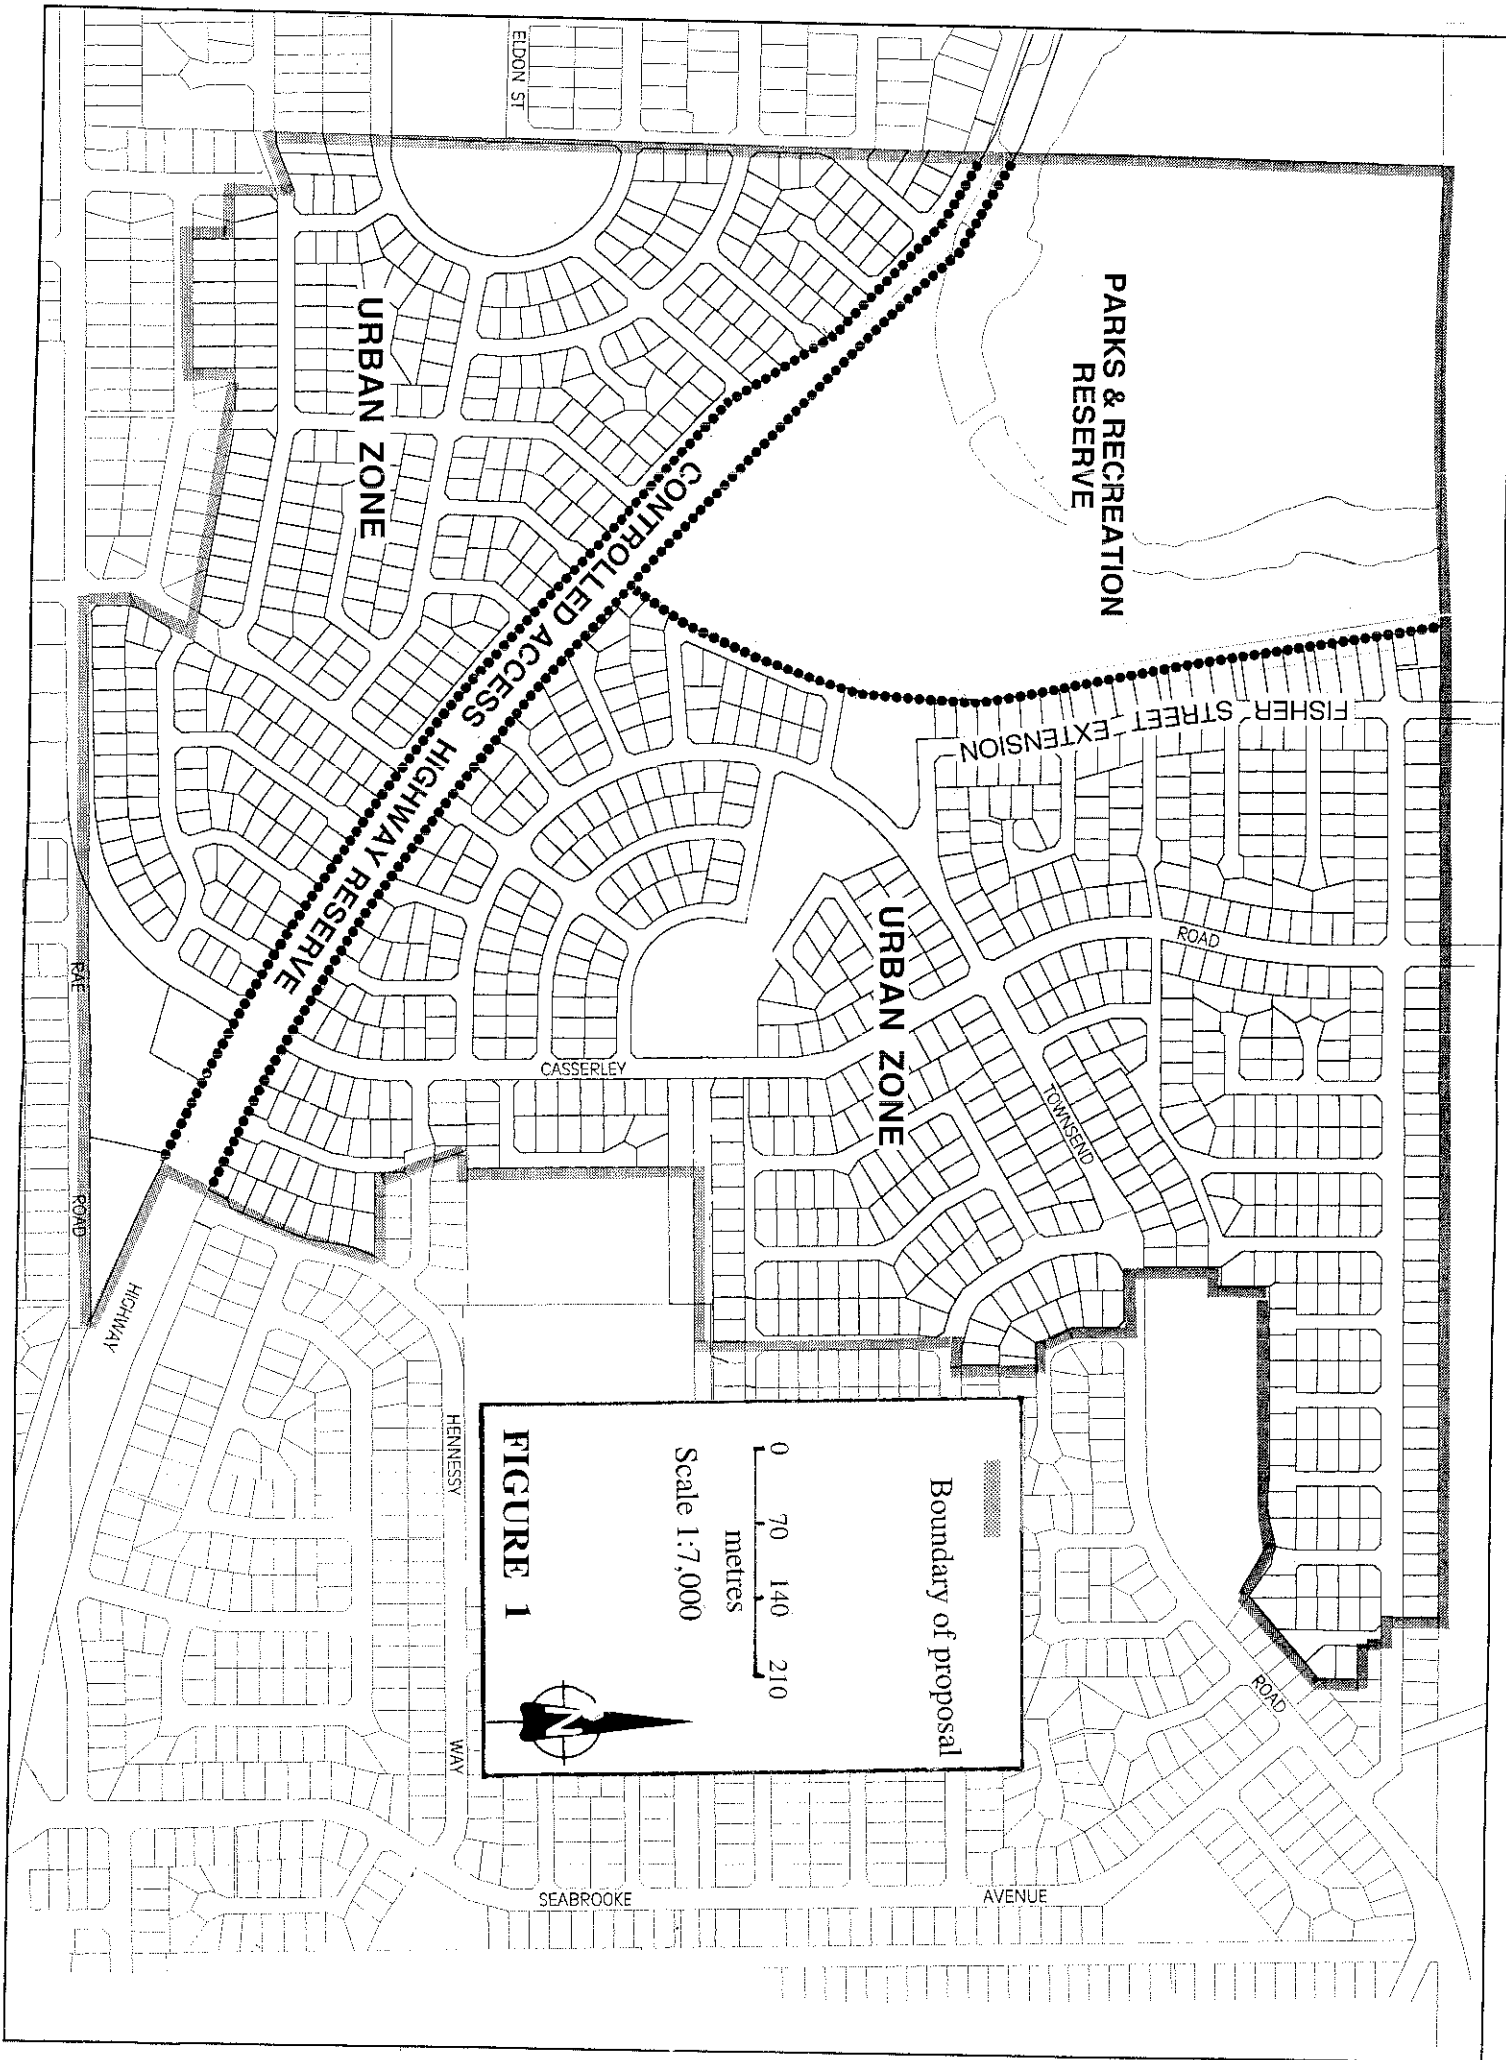 ELDON ST
PARKS & RECREATION
RESERVE
URBAN ZONE
CONTROLLED ACCESS HIGHWAY RESERVE
FISHER STREET EXTENSION
ROAD
URBAN ZONE
CASSERLEY
TOWNSEND
RAE
ROAD
HIGHWAY
HENNESSY
WAY
ROAD
SEABROOKE
AVENUE
Boundary of proposal
0 70 140 210
metres
Scale 1:7,000
FIGURE 1
N